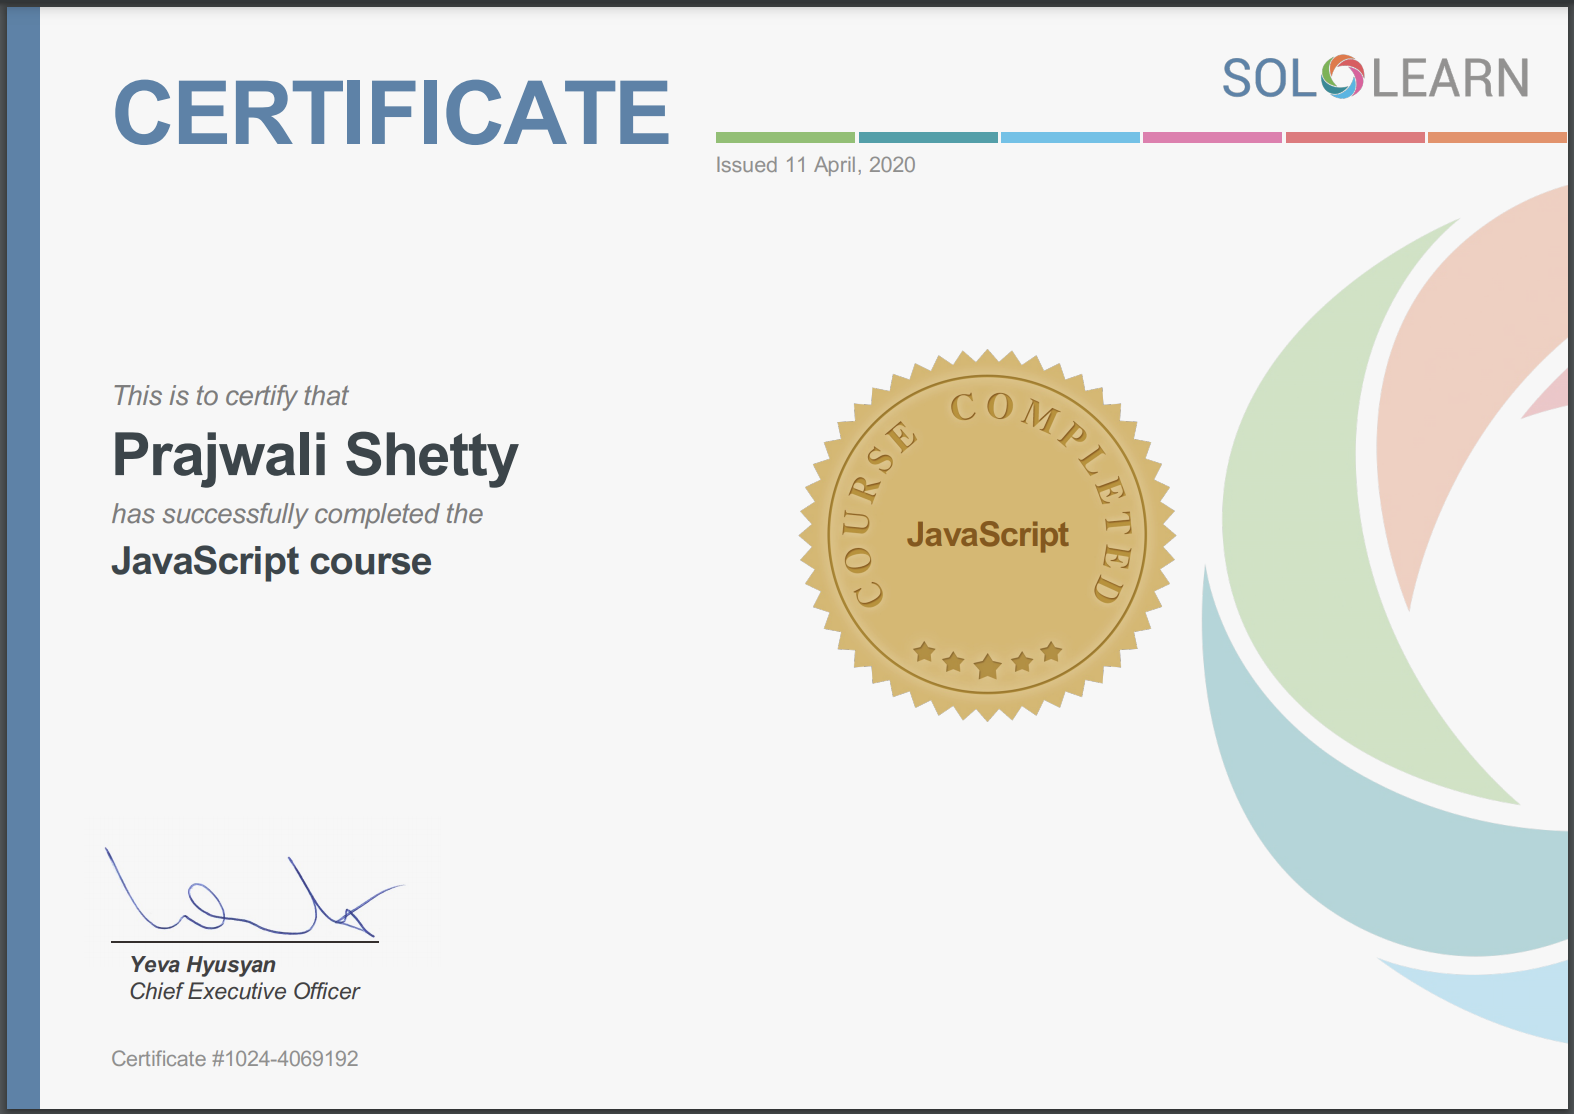 CERTIFICATE
SOLOLEARN
Issued 11 April, 2020
This is to certify that
Prajwali Shetty
has successfully completed the
JavaScript course
COURSE COMPLETED
JavaScript
Yeva Hyusyan
Chief Executive Officer
Certificate #1024-4069192